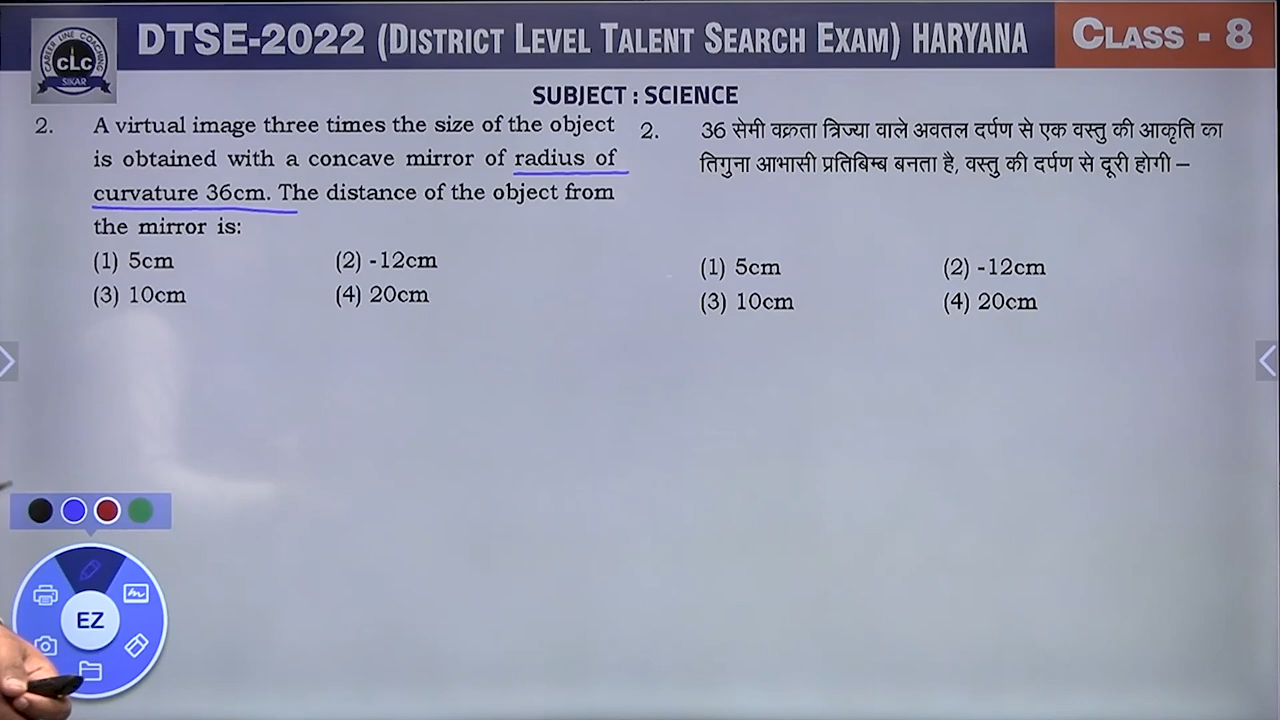 DTSE-2022 (DISTRICT LEVEL TALENT SEARCH EXAM) HARYANA
CLASS - 8
CAREER LINE COACHING
CLC
SIKAR
SUBJECT : SCIENCE
2. A virtual image three times the size of the object
is obtained with a concave mirror of radius of
curvature 36cm. The distance of the object from
the mirror is:
(1) 5cm (2) -12cm
(3) 10cm (4) 20cm
2. 36 सेमी वक्रता त्रिज्या वाले अवतल दर्पण से एक वस्तु की आकृति का
तिगुना आभासी प्रतिबिम्ब बनता है, वस्तु की दर्पण से दूरी होगी –
(1) 5cm (2) -12cm
(3) 10cm (4) 20cm
EZ